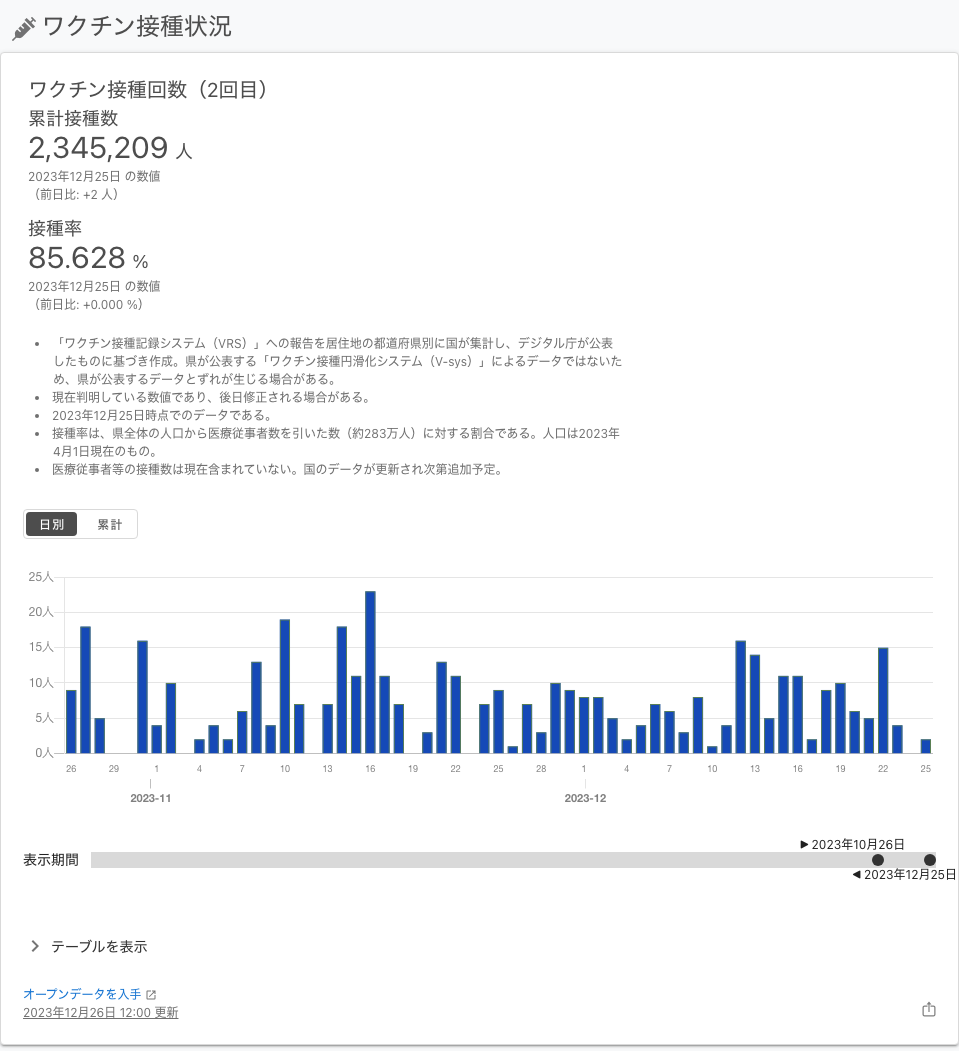 ワクチン接種状況
ワクチン接種回数（2回目）
累計接種数
2,345,209 人
2023年12月25日 の数値
（前日比: +2 人）
接種率
85.628 %
2023年12月25日 の数値
（前日比: +0.000 %）
• 「ワクチン接種記録システム（VRS）」への報告を居住地の都道府県別に国が集計し、デジタル庁が公表
したものに基づき作成。県が公表する「ワクチン接種円滑化システム（V-sys）」によるデータではないた
め、県が公表するデータとずれが生じる場合がある。
• 現在判明している数値であり、後日修正される場合がある。
• 2023年12月25日時点でのデータである。
• 接種率は、県全体の人口から医療従事者数を引いた数（約283万人）に対する割合である。人口は2023年
4月1日現在のもの。
• 医療従事者等の接種数は現在含まれていない。国のデータが更新され次第追加予定。
日別 累計
25人
20人
15人
10人
5人
0人
26 29 1 4 7 10 13 16 19 22 25 28 1 4 7 10 13 16 19 22 25
2023-11 2023-12
▶ 2023年10月26日
表示期間
◀ 2023年12月25日
テーブルを表示
オープンデータを入手
2023年12月26日 12:00 更新